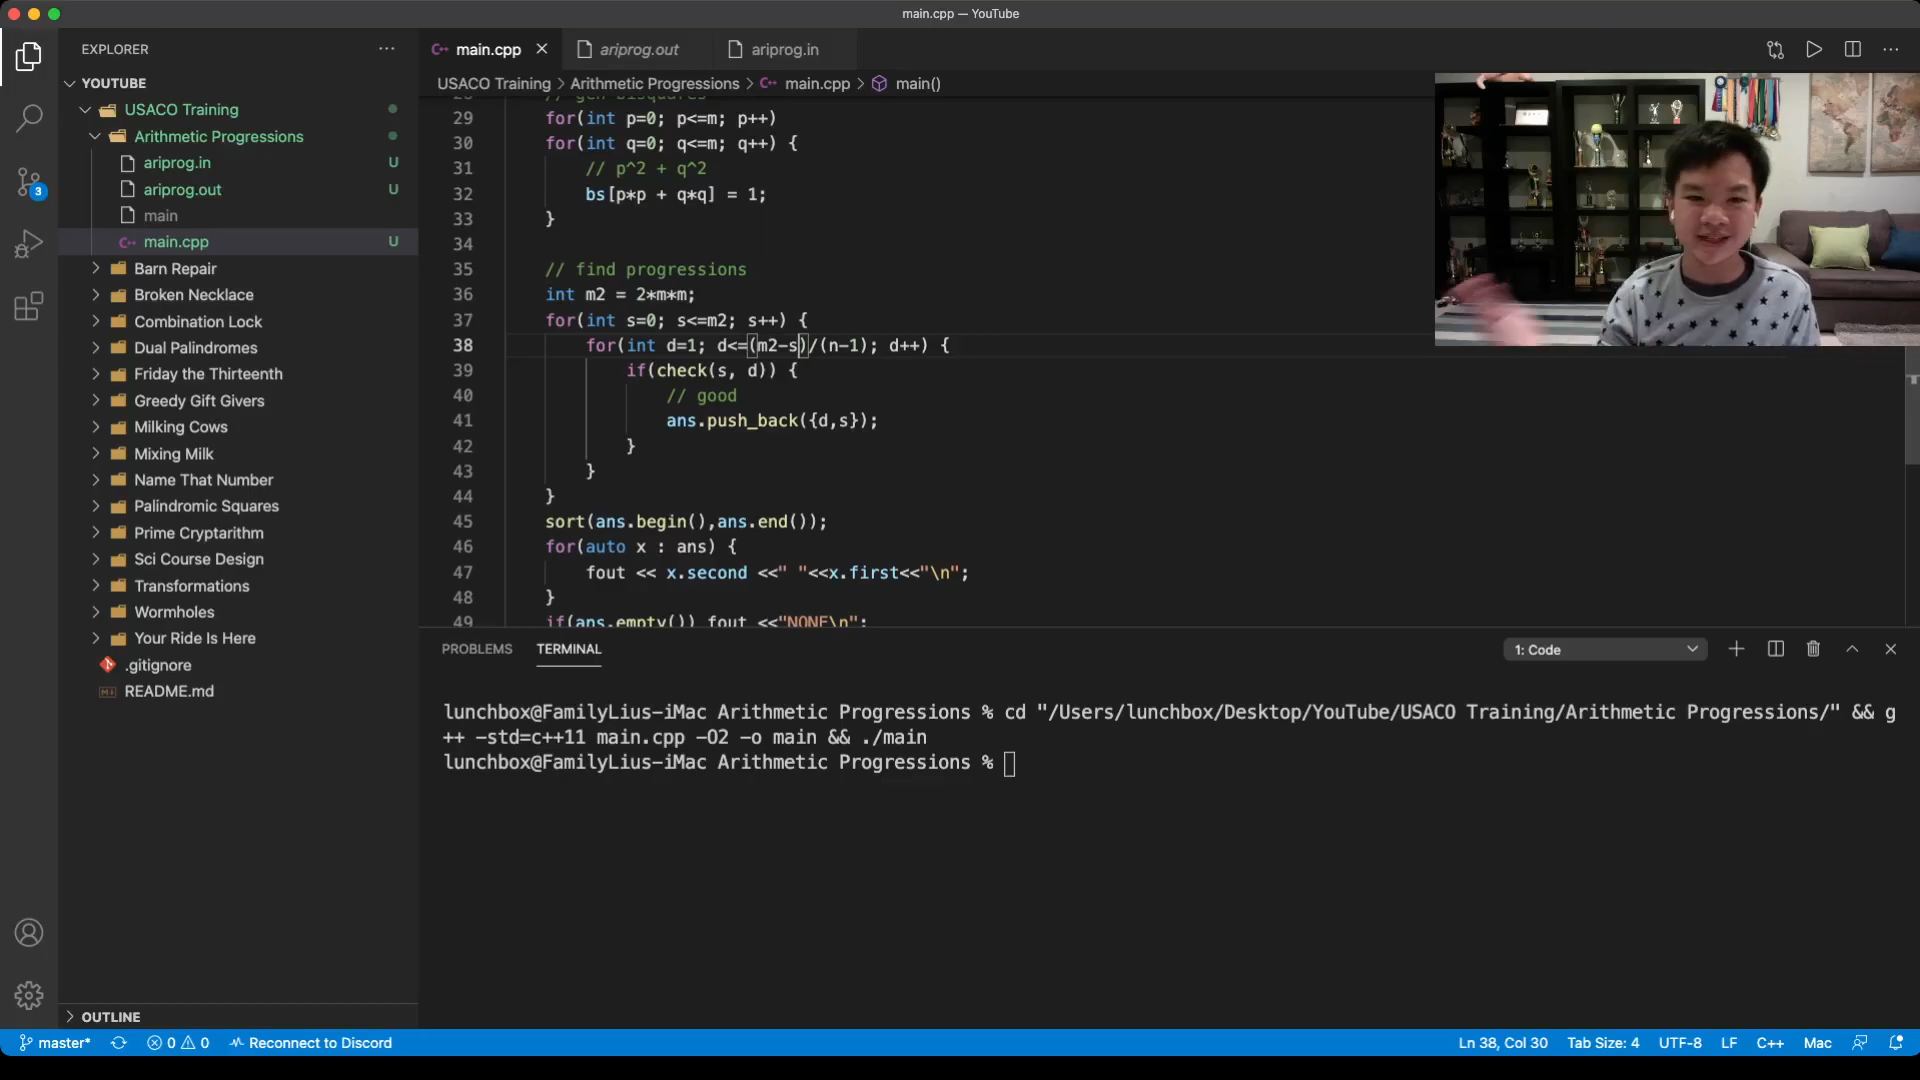 main.cpp — YouTube
EXPLORER
YOUTUBE
USACO Training
Arithmetic Progressions
ariprog.in U
ariprog.out U
main
main.cpp U
Barn Repair
Broken Necklace
Combination Lock
Dual Palindromes
Friday the Thirteenth
Greedy Gift Givers
Milking Cows
Mixing Milk
Name That Number
Palindromic Squares
Prime Cryptarithm
Sci Course Design
Transformations
Wormholes
Your Ride Is Here
.gitignore
README.md
OUTLINE
3
main.cpp ariprog.out ariprog.in
USACO Training > Arithmetic Progressions > main.cpp > main()
28 // gen bisquares
29 for(int p=0; p<=m; p++)
30 for(int q=0; q<=m; q++) {
31 // p^2 + q^2
32 bs[p*p + q*q] = 1;
33 }
34
35 // find progressions
36 int m2 = 2*m*m;
37 for(int s=0; s<=m2; s++) {
38 for(int d=1; d<=(m2-s)/(n-1); d++) {
39 if(check(s, d)) {
40 // good
41 ans.push_back({d,s});
42 }
43 }
44 }
45 sort(ans.begin(),ans.end());
46 for(auto x : ans) {
47 fout << x.second <<" "<<x.first<<"\n";
48 }
49 if(ans.empty()) fout <<"NONE\n";
PROBLEMS TERMINAL
1: Code
lunchbox@FamilyLius-iMac Arithmetic Progressions % cd "/Users/lunchbox/Desktop/YouTube/USACO Training/Arithmetic Progressions/" && g
++ -std=c++11 main.cpp -O2 -o main && ./main
lunchbox@FamilyLius-iMac Arithmetic Progressions %
master* 0 0 Reconnect to Discord Ln 38, Col 30 Tab Size: 4 UTF-8 LF C++ Mac